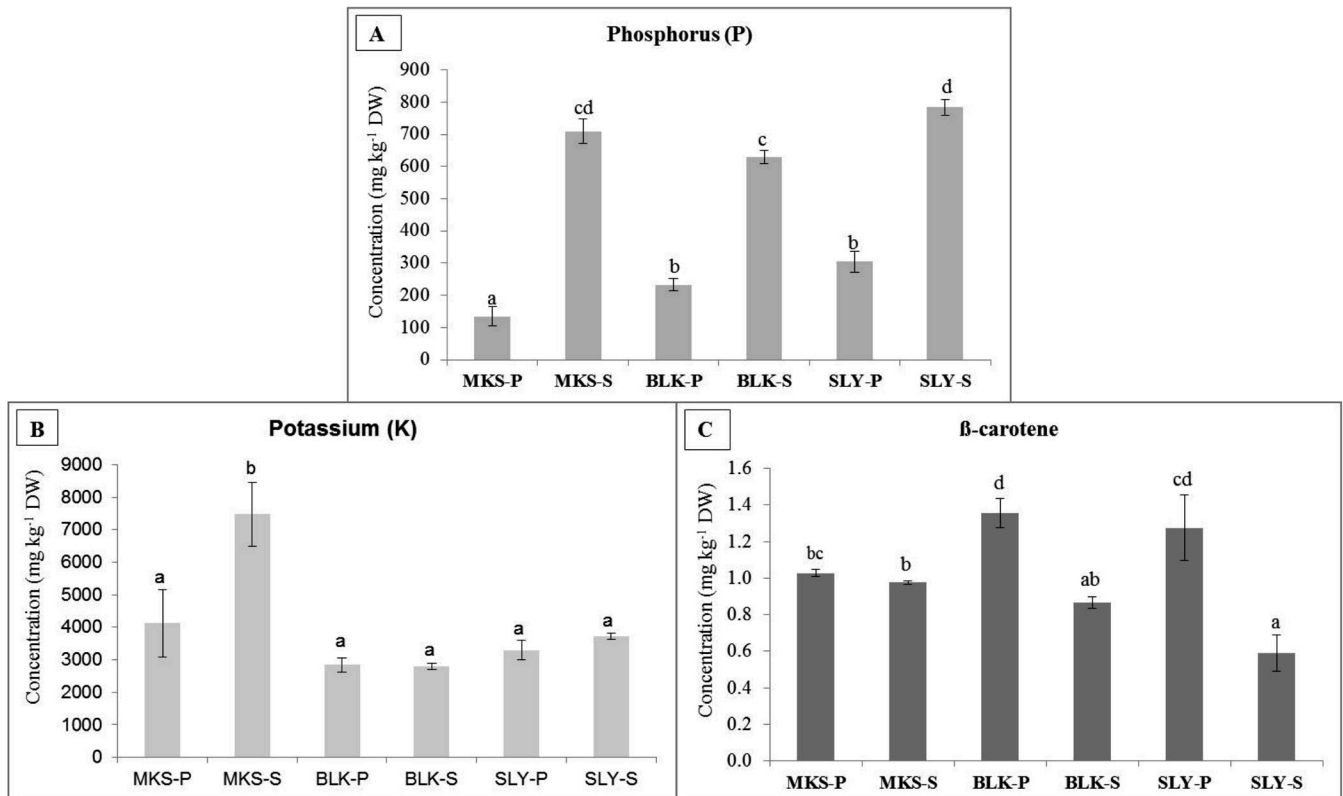 A
Phosphorus (P)
Concentration (mg kg⁻¹ DW)
900
800
700
600
500
400
300
200
100
0
a
cd
b
c
b
d
MKS-P MKS-S BLK-P BLK-S SLY-P SLY-S
B
Potassium (K)
Concentration (mg kg⁻¹ DW)
9000
8000
7000
6000
5000
4000
3000
2000
1000
0
a
b
a
a
a
a
MKS-P MKS-S BLK-P BLK-S SLY-P SLY-S
C
ß-carotene
Concentration (mg kg⁻¹ DW)
1.6
1.4
1.2
1.0
0.8
0.6
0.4
0.2
0.0
bc
b
d
ab
cd
a
MKS-P MKS-S BLK-P BLK-S SLY-P SLY-S